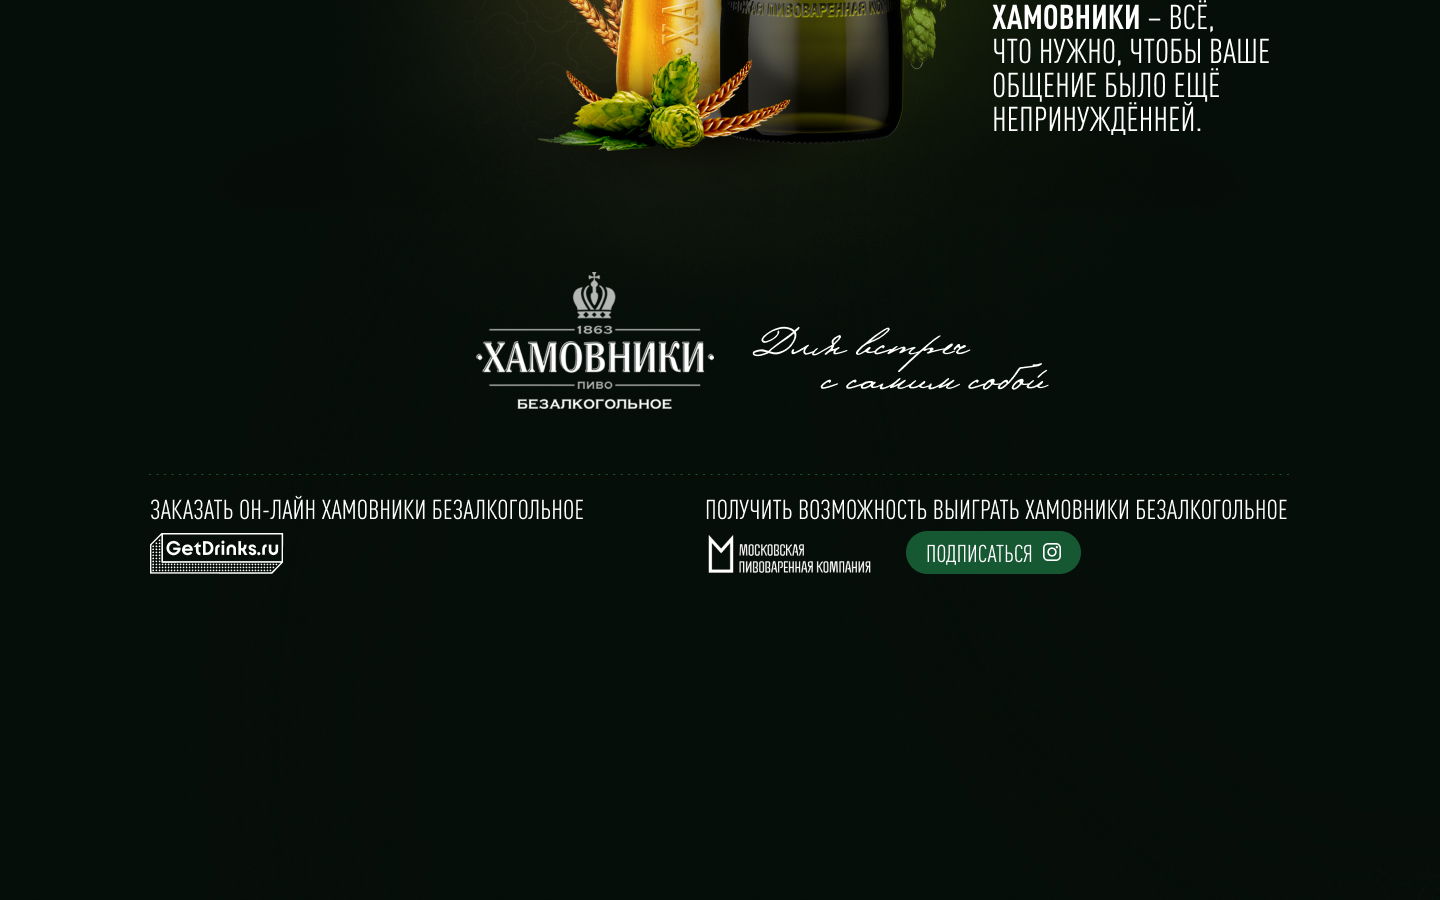 ХАМОВНИКИ – ВСЁ,
ЧТО НУЖНО, ЧТОБЫ ВАШЕ
ОБЩЕНИЕ БЫЛО ЕЩЁ
НЕПРИНУЖДЁННЕЙ.
1863
·ХАМОВНИКИ·
ПИВО
БЕЗАЛКОГОЛЬНОЕ
Для встреч
с самим собой
ЗАКАЗАТЬ ОН-ЛАЙН ХАМОВНИКИ БЕЗАЛКОГОЛЬНОЕ
GetDrinks.ru
ПОЛУЧИТЬ ВОЗМОЖНОСТЬ ВЫИГРАТЬ ХАМОВНИКИ БЕЗАЛКОГОЛЬНОЕ
МОСКОВСКАЯ
ПИВОВАРЕННАЯ КОМПАНИЯ
ПОДПИСАТЬСЯ